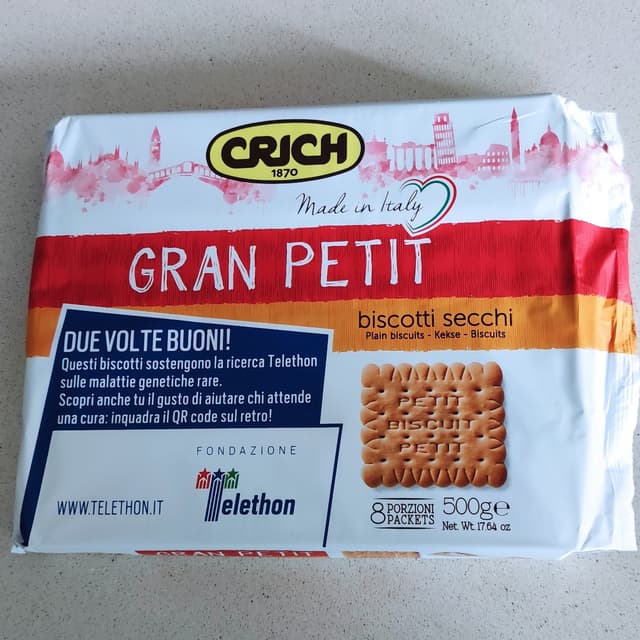 CRICH
1870
Made in Italy
GRAN PETIT
biscotti secchi
Plain biscuits - Kekse - Biscuits
DUE VOLTE BUONI!
Questi biscotti sostengono la ricerca Telethon
sulle malattie genetiche rare.
Scopri anche tu il gusto di aiutare chi attende
una cura: inquadra il QR code sul retro!
FONDAZIONE
Telethon
WWW.TELETHON.IT
PETIT
BISCUIT
PETIT
8 PORZIONI
PACKETS
500g℮
Net. Wt. 17.64 oz
GRAN PETIT